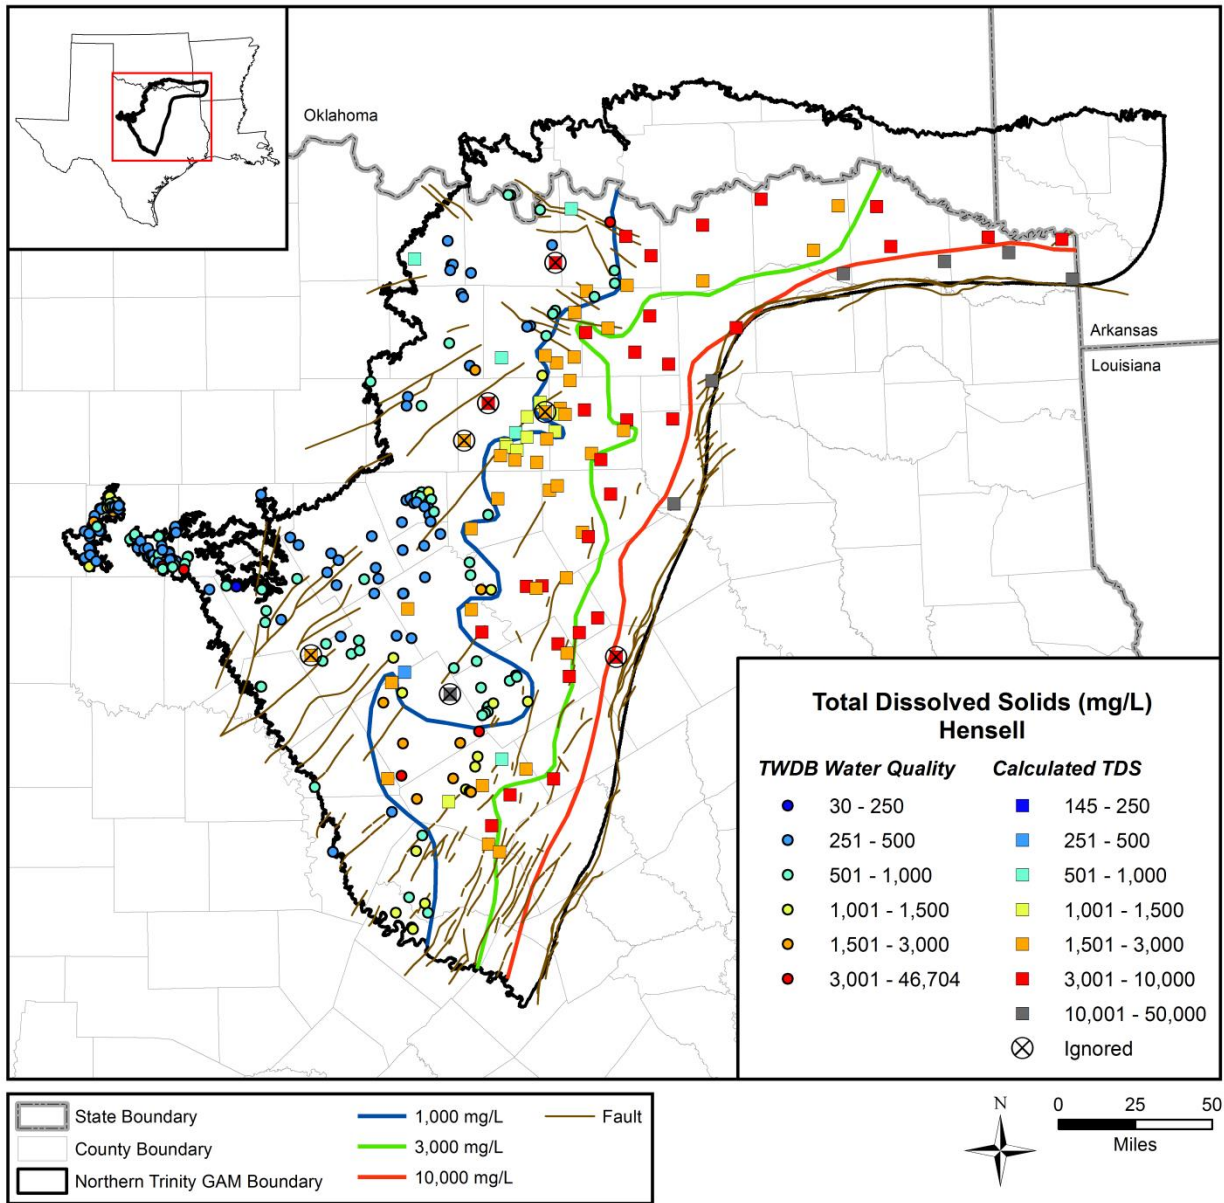 Oklahoma
Arkansas
Louisiana
Total Dissolved Solids (mg/L)
Hensell
TWDB Water Quality
30 - 250
251 - 500
501 - 1,000
1,001 - 1,500
1,501 - 3,000
3,001 - 46,704
Calculated TDS
145 - 250
251 - 500
501 - 1,000
1,001 - 1,500
1,501 - 3,000
3,001 - 10,000
10,001 - 50,000
Ignored
State Boundary
County Boundary
Northern Trinity GAM Boundary
1,000 mg/L
3,000 mg/L
10,000 mg/L
Fault
N
0 25 50
Miles